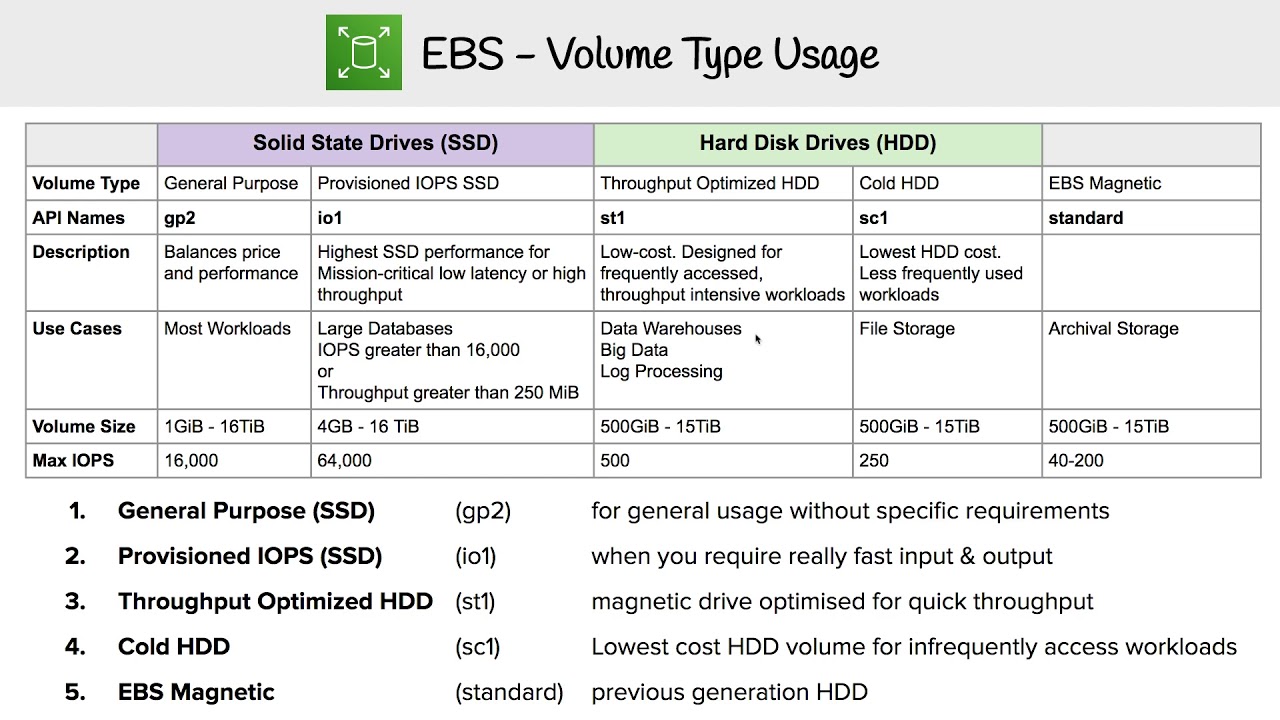 EBS – Volume Type Usage
Solid State Drives (SSD)
Hard Disk Drives (HDD)
Volume Type
General Purpose
Provisioned IOPS SSD
Throughput Optimized HDD
Cold HDD
EBS Magnetic
API Names
gp2
io1
st1
sc1
standard
Description
Balances price
and performance
Highest SSD performance for
Mission-critical low latency or high
throughput
Low-cost. Designed for
frequently accessed,
throughput intensive workloads
Lowest HDD cost.
Less frequently used
workloads
Use Cases
Most Workloads
Large Databases
IOPS greater than 16,000
or
Throughput greater than 250 MiB
Data Warehouses
Big Data
Log Processing
File Storage
Archival Storage
Volume Size
1GiB - 16TiB
4GB - 16 TiB
500GiB - 15TiB
500GiB - 15TiB
500GiB - 15TiB
Max IOPS
16,000
64,000
500
250
40-200
1. General Purpose (SSD) (gp2) for general usage without specific requirements
2. Provisioned IOPS (SSD) (io1) when you require really fast input & output
3. Throughput Optimized HDD (st1) magnetic drive optimised for quick throughput
4. Cold HDD (sc1) Lowest cost HDD volume for infrequently access workloads
5. EBS Magnetic (standard) previous generation HDD